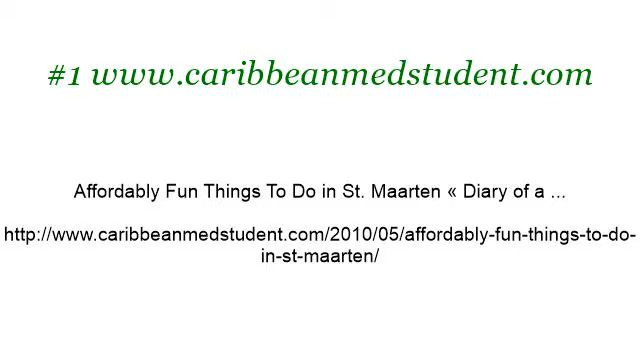 #1 www.caribbeanmedstudent.com
Affordably Fun Things To Do in St. Maarten « Diary of a ...
http://www.caribbeanmedstudent.com/2010/05/affordably-fun-things-to-do-
in-st-maarten/